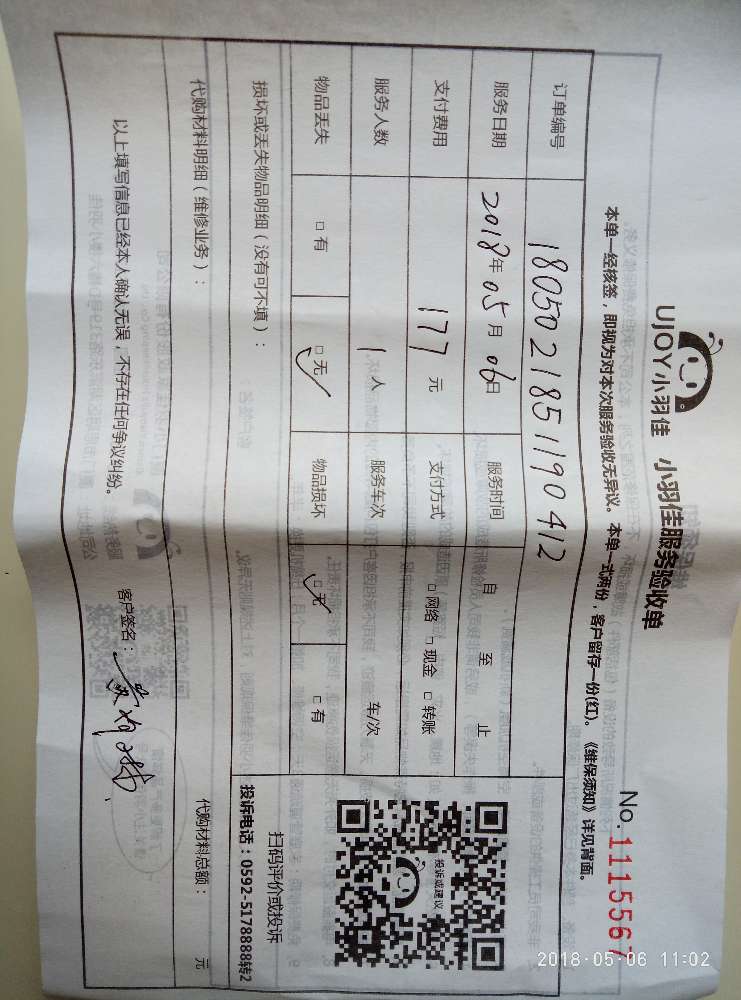 UJOY小羽佳 小羽佳服务验收单
No. 1115567
本单一经核签，即视为对本次服务验收无异议。本单一式两份，客户留存一份(红)。《维保须知》详见背面。
订单编号 1805021851190412
服务日期 2018年05月06日 服务时间 自 至 止
支付费用 177元 支付方式 □网络 □现金 □转账
服务人数 1人 服务车次 车/次
物品丢失 □有 □无 物品损坏 □无 □有
损坏或丢失物品明细（没有可不填）：
投诉或建议
扫码评价或投诉
投诉电话：0592-5178888转2
代购材料明细（维修业务）： 代购材料总额： 元
以上填写信息已经本人确认无误，不存在任何争议纠纷。 客户签名：
2018-05-06 11:02